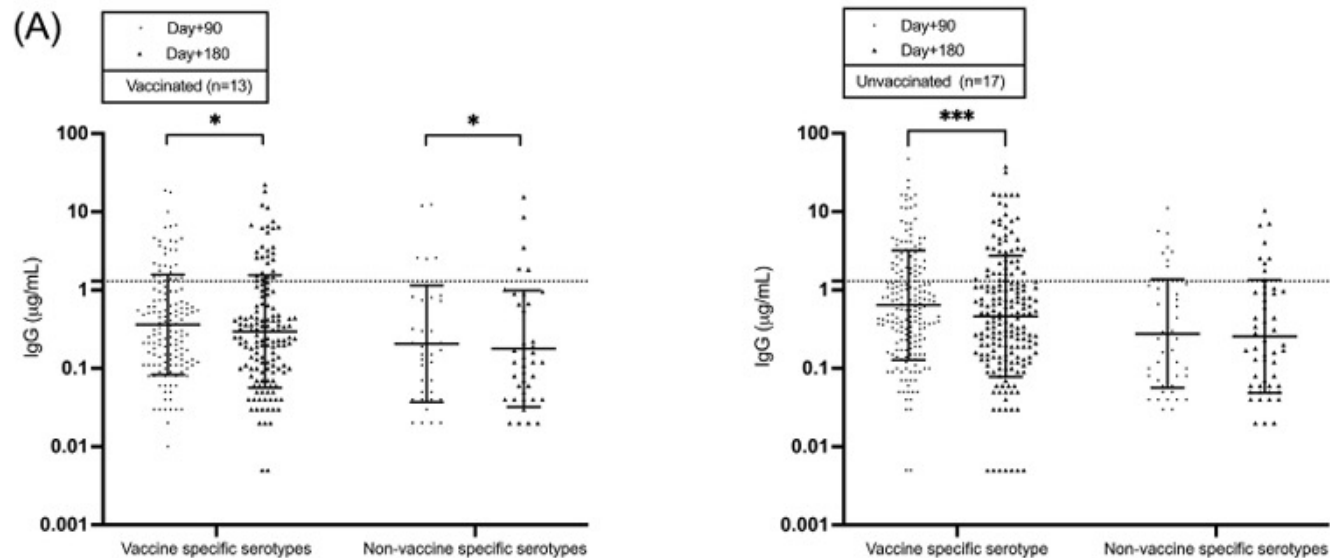 (A)
Day+90
Day+180
Vaccinated (n=13)
*
*
100
10
1
0.1
0.01
0.001
IgG (μg/mL)
Vaccine specific serotypes
Non-vaccine specific serotypes
Day+90
Day+180
Unvaccinated (n=17)
***
100
10
1
0.1
0.01
0.001
IgG (μg/mL)
Vaccine specific serotype
Non-vaccine specific serotypes